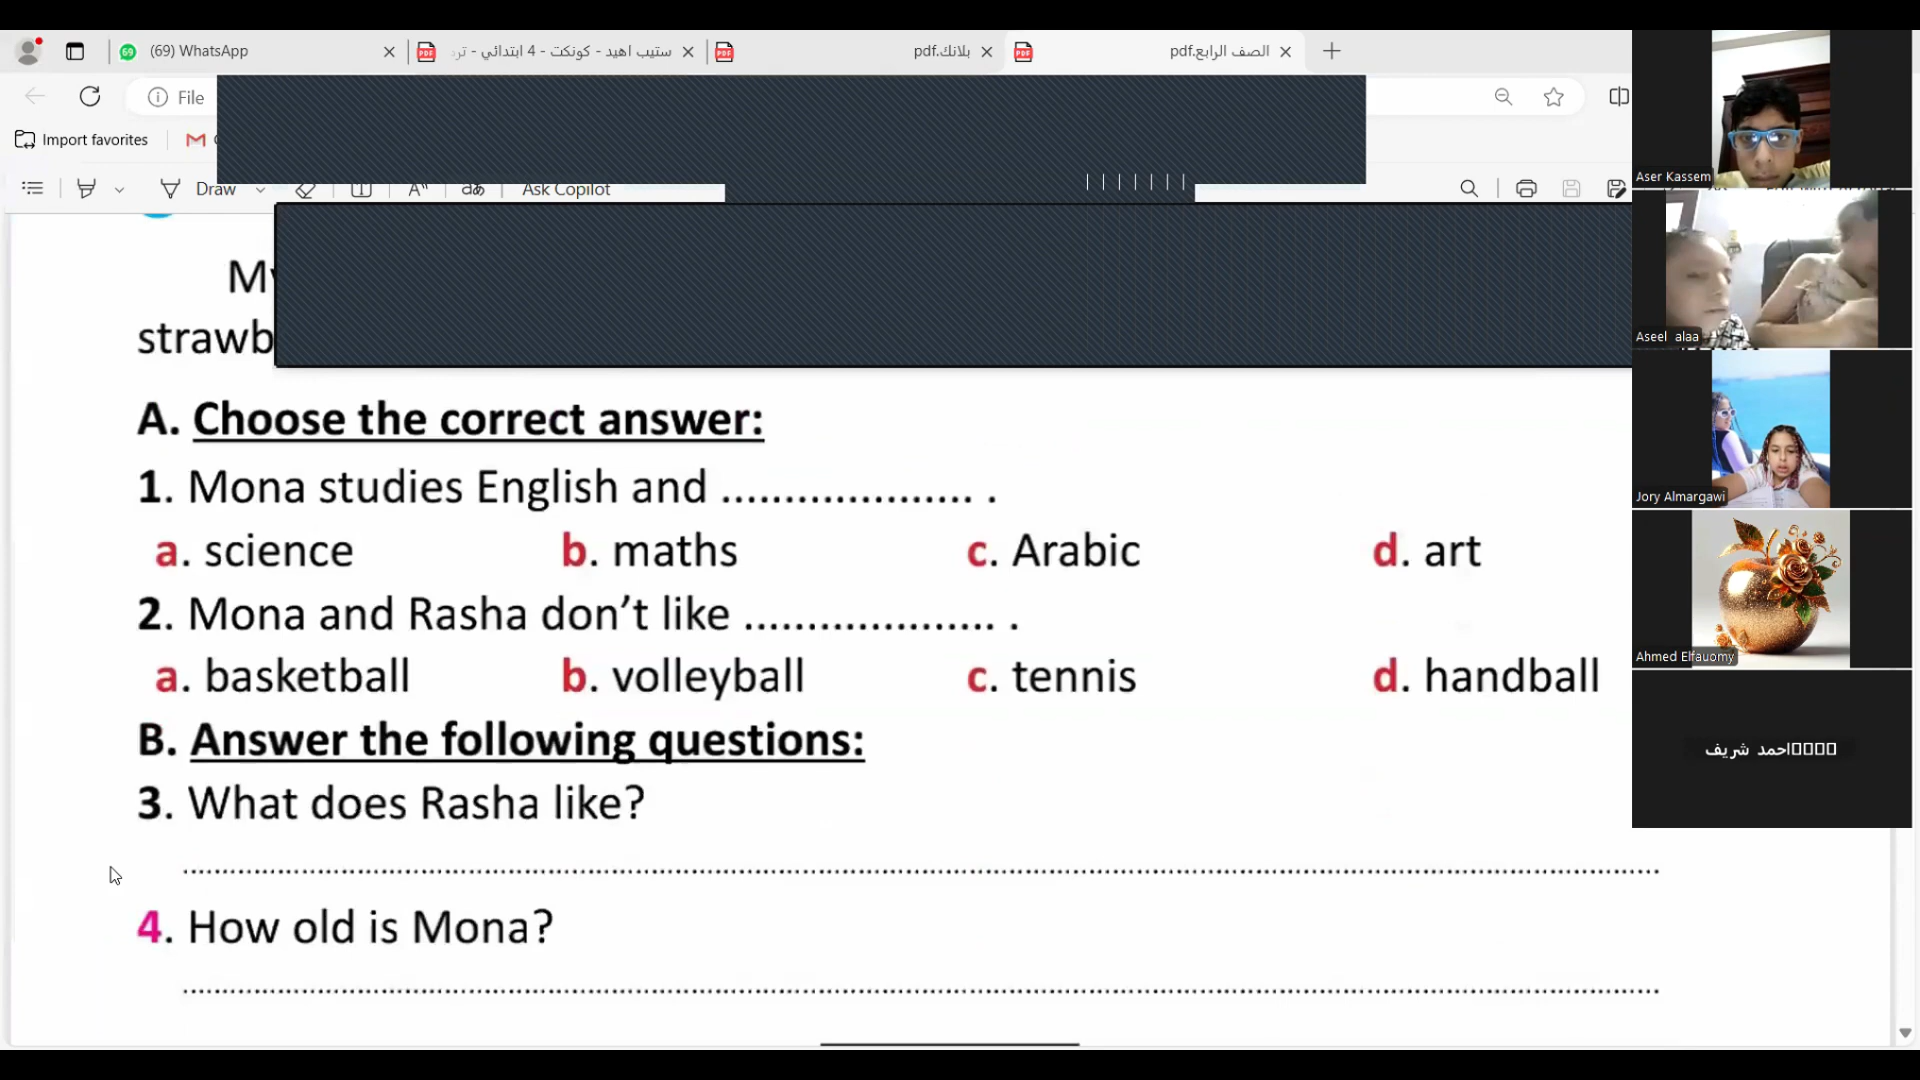 (69) WhatsApp
ستيب اهيد - كونكت - 4 ابتدائي - ترد
بلانك.pdf
الصف الرابع.pdf
File
Import favorites
Draw
Ask Copilot
strawb
A. Choose the correct answer:
1. Mona studies English and .................... .
a. science b. maths c. Arabic d. art
2. Mona and Rasha don't like .................... .
a. basketball b. volleyball c. tennis d. handball
B. Answer the following questions:
3. What does Rasha like?
4. How old is Mona?
Aser Kassem
Aseel alaa
Jory Almargawi
Ahmed Elfauomy
احمد شريف